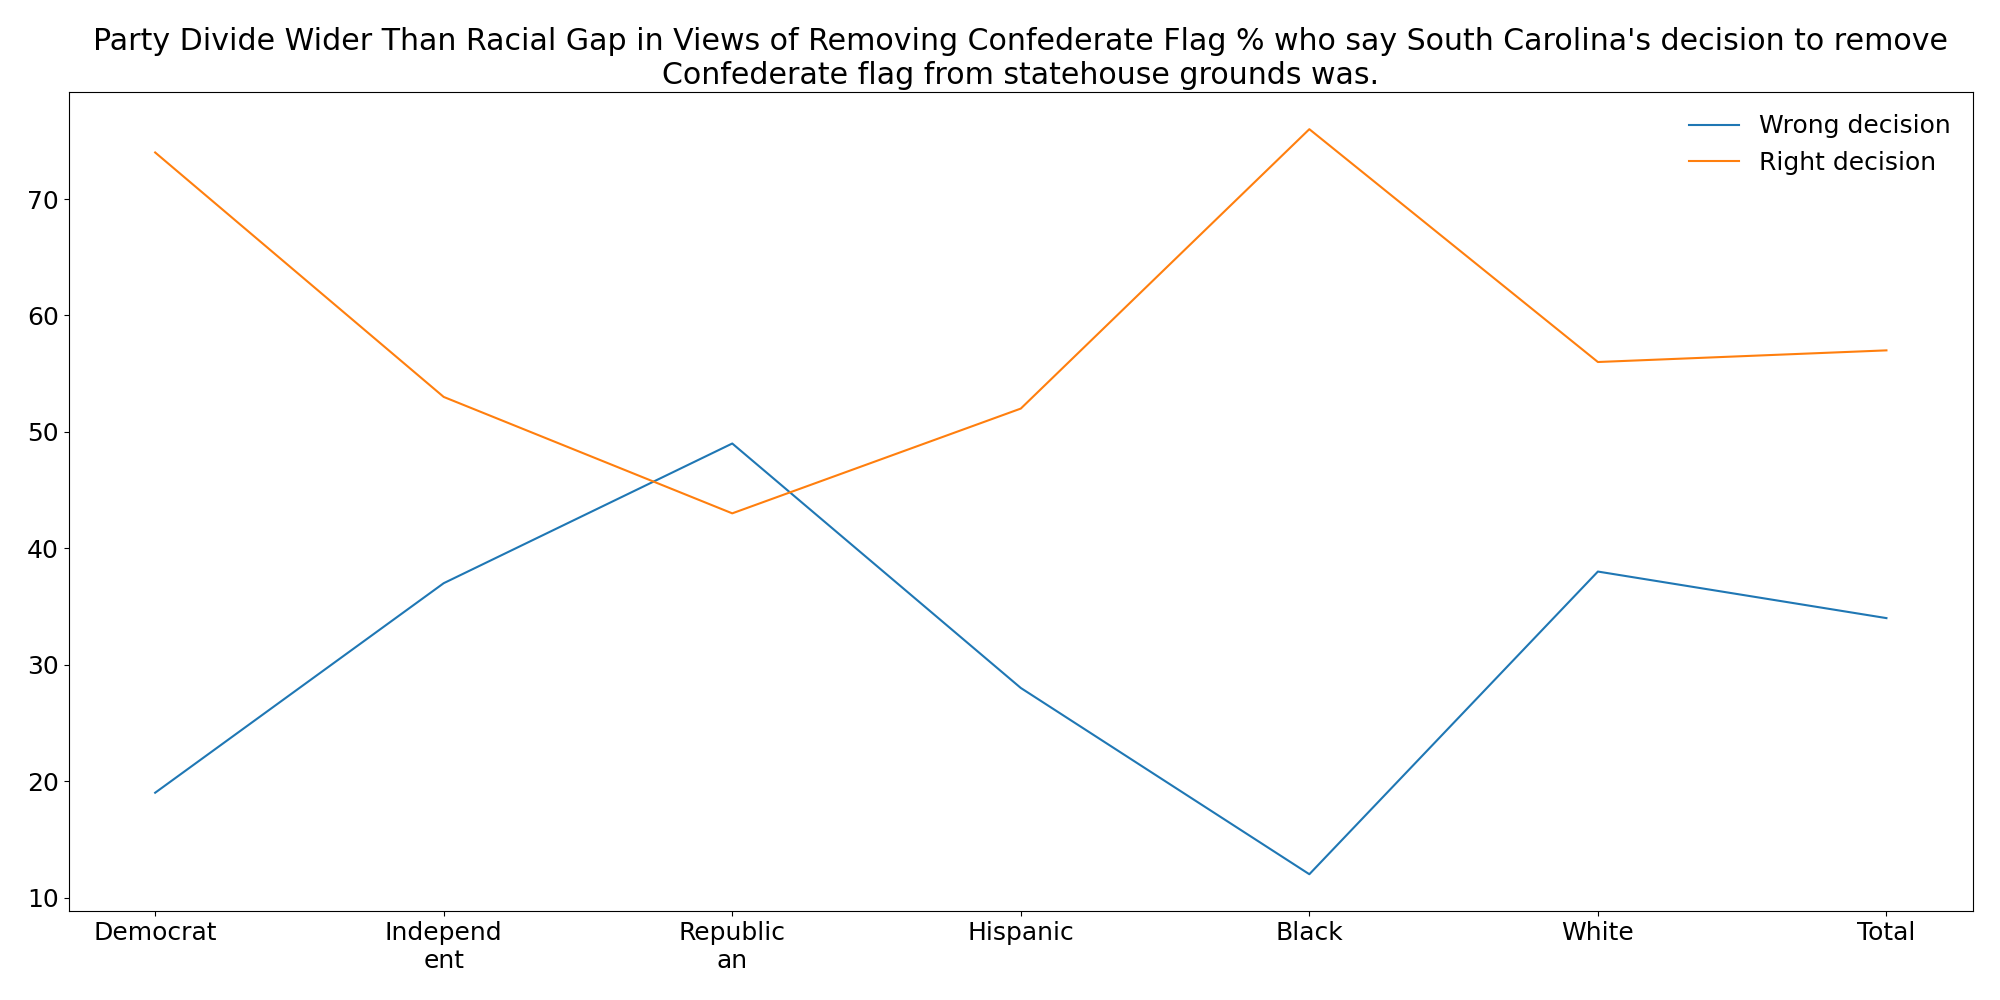 Party Divide Wider Than Racial Gap in Views of Removing Confederate Flag % who say South Carolina's decision to remove
Confederate flag from statehouse grounds was.
Wrong decision
Right decision
70
60
50
40
30
20
10
Democrat
Independ
ent
Republic
an
Hispanic
Black
White
Total